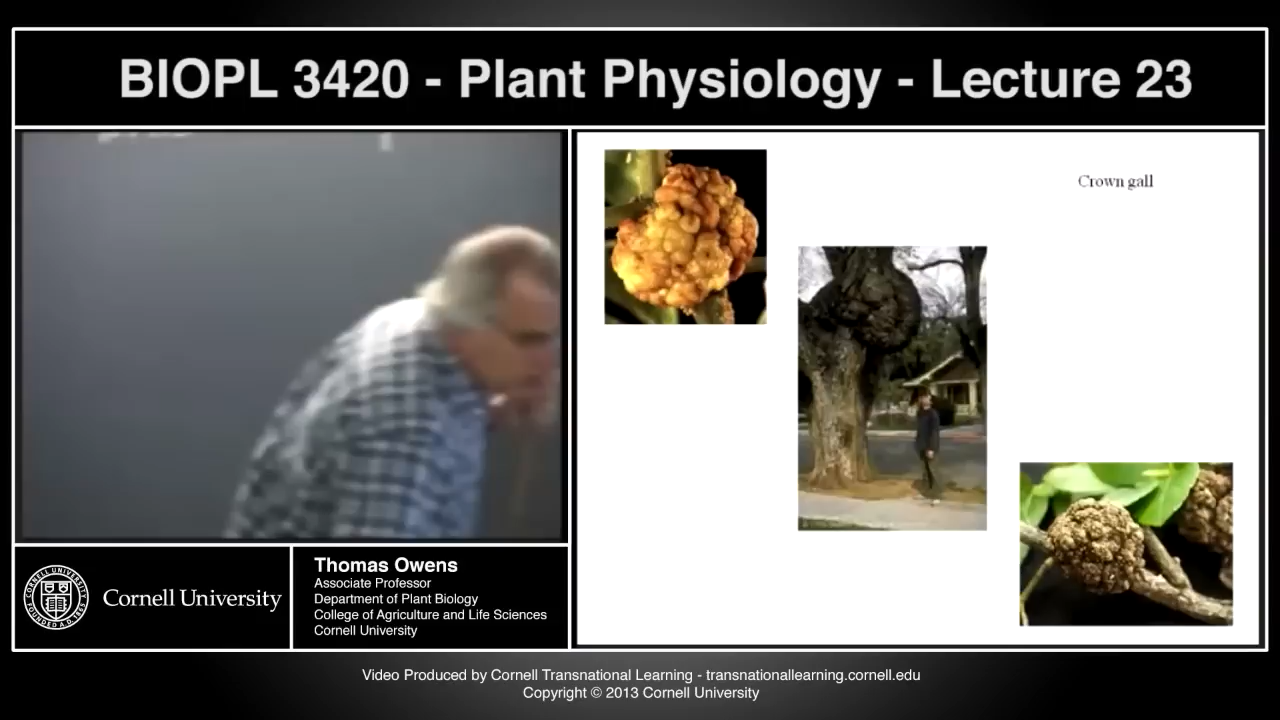 BIOPL 3420 - Plant Physiology - Lecture 23
Crown gall
Cornell University
Thomas Owens
Associate Professor
Department of Plant Biology
College of Agriculture and Life Sciences
Cornell University
Video Produced by Cornell Transnational Learning - transnationallearning.cornell.edu
Copyright © 2013 Cornell University